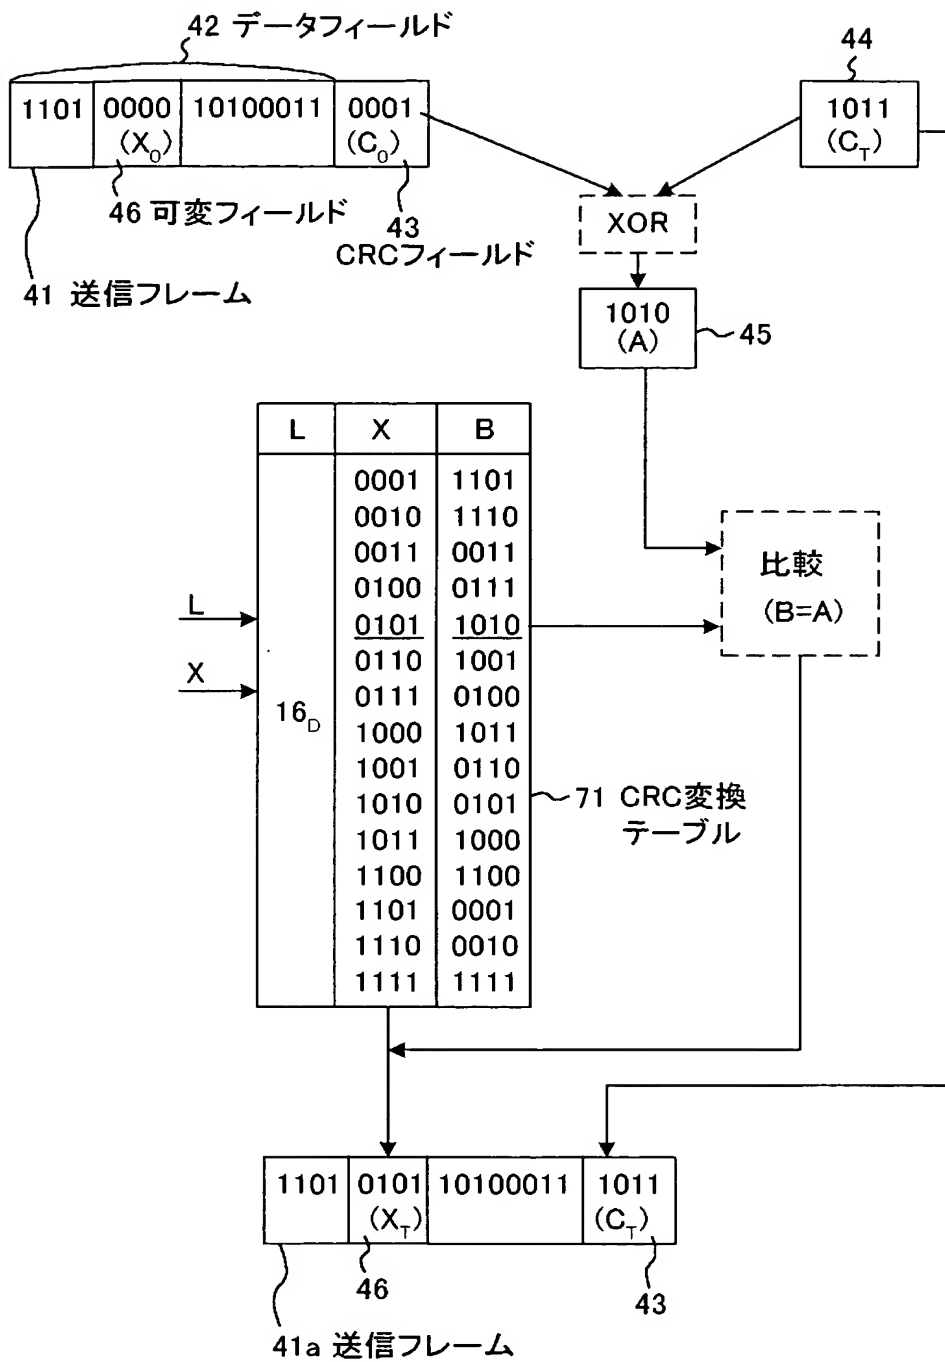 42 データフィールド
44
1101 0000 10100011 0001
(X0) (C0)
1011
(CT)
46 可変フィールド
43
CRCフィールド
XOR
41 送信フレーム
1010
(A)
45
L X B
0001 1101
0010 1110
0011 0011
0100 0111
0101 1010
0110 1001
0111 0100
1000 1011
1001 0110
1010 0101
1011 1000
1100 1100
1101 0001
1110 0010
1111 1111
L
X
16D
比較
(B=A)
71 CRC変換
テーブル
1101 0101 10100011 1011
(XT) (CT)
46
43
41a 送信フレーム